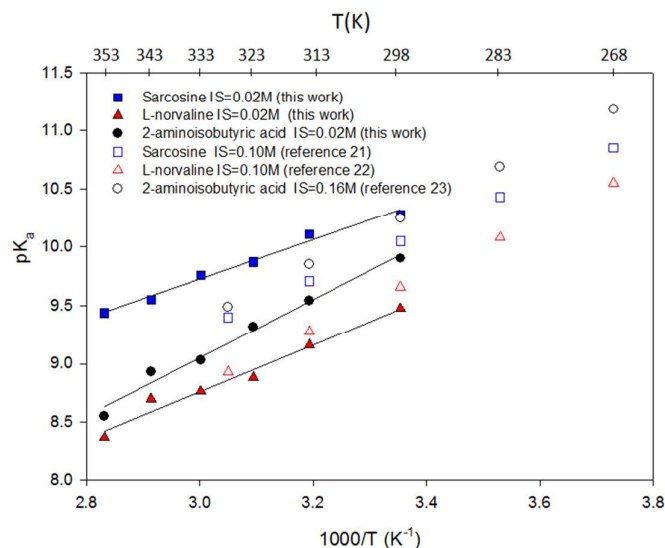 T(K)
353 343 333 323 313 298 283 268
11.5
Sarcosine IS=0.02M (this work)
L-norvaline IS=0.02M (this work)
11.0
2-aminoisobutyric acid IS=0.02M (this work)
Sarcosine IS=0.10M (reference 21)
10.5
L-norvaline IS=0.10M (reference 22)
2-aminoisobutyric acid IS=0.16M (reference 23)
10.0
pKa
9.5
9.0
8.5
8.0
2.8 3.0 3.2 3.4 3.6 3.8
1000/T (K⁻¹)